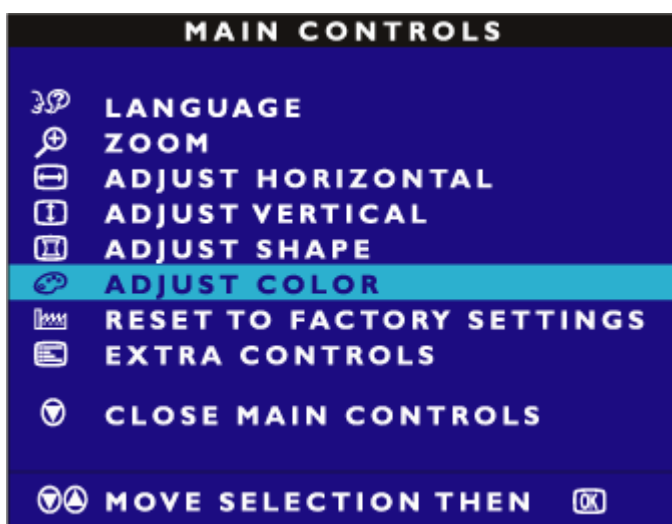 MAIN CONTROLS
LANGUAGE
ZOOM
ADJUST HORIZONTAL
ADJUST VERTICAL
ADJUST SHAPE
ADJUST COLOR
RESET TO FACTORY SETTINGS
EXTRA CONTROLS
CLOSE MAIN CONTROLS
MOVE SELECTION THEN OK